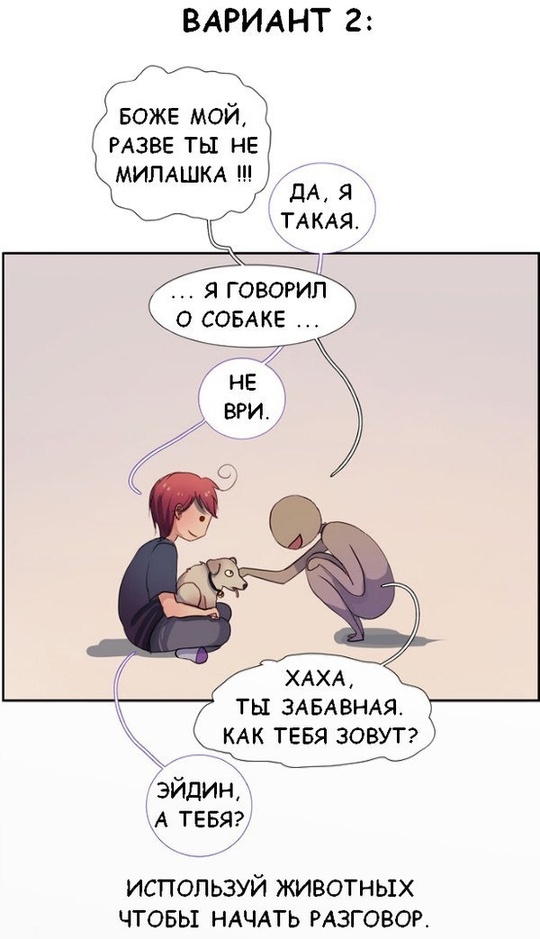 ВАРИАНТ 2:
БОЖЕ МОЙ,
РАЗВЕ ТЫ НЕ
МИЛАШКА !!!
ДА, Я
ТАКАЯ.
... Я ГОВОРИЛ
О СОБАКЕ ...
НЕ
ВРИ.
ХАХА,
ТЫ ЗАБАВНАЯ.
КАК ТЕБЯ ЗОВУТ?
ЭЙДИН,
А ТЕБЯ?
ИСПОЛЬЗУЙ ЖИВОТНЫХ
ЧТОБЫ НАЧАТЬ РАЗГОВОР.